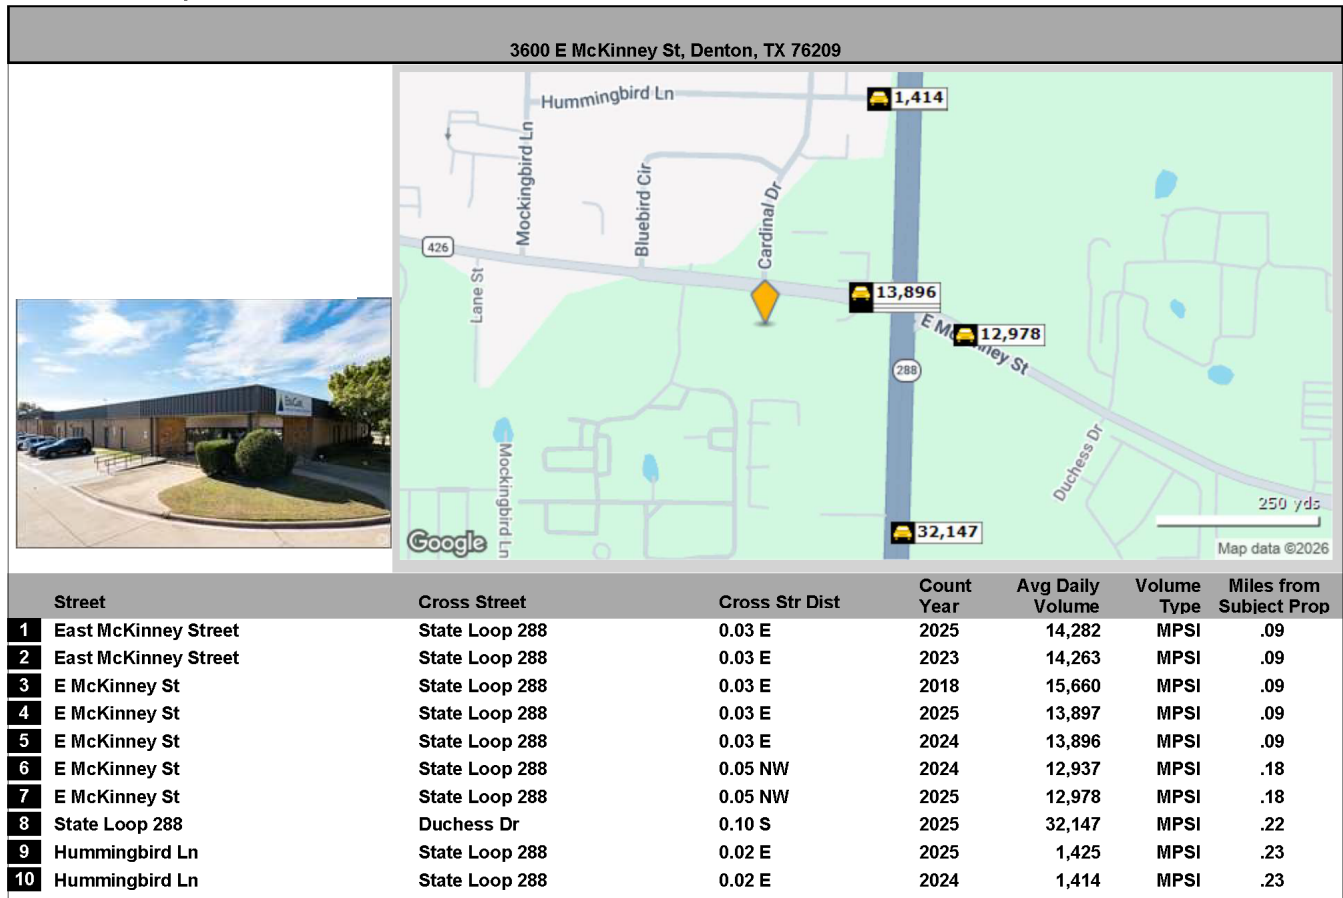 3600 E McKinney St, Denton, TX 76209
Hummingbird Ln
1,414
Mockingbird Ln
Bluebird Cir
Cardinal Dr
426
Lane St
13,896
E McKinney St
12,978
288
Mockingbird Ln
Duchess Dr
250 yds
32,147
Google
Map data ©2026
Street Cross Street Cross Str Dist Count Year Avg Daily Volume Volume Type Miles from Subject Prop
1 East McKinney Street State Loop 288 0.03 E 2025 14,282 MPSI .09
2 East McKinney Street State Loop 288 0.03 E 2023 14,263 MPSI .09
3 E McKinney St State Loop 288 0.03 E 2018 15,660 MPSI .09
4 E McKinney St State Loop 288 0.03 E 2025 13,897 MPSI .09
5 E McKinney St State Loop 288 0.03 E 2024 13,896 MPSI .09
6 E McKinney St State Loop 288 0.05 NW 2024 12,937 MPSI .18
7 E McKinney St State Loop 288 0.05 NW 2025 12,978 MPSI .18
8 State Loop 288 Duchess Dr 0.10 S 2025 32,147 MPSI .22
9 Hummingbird Ln State Loop 288 0.02 E 2025 1,425 MPSI .23
10 Hummingbird Ln State Loop 288 0.02 E 2024 1,414 MPSI .23